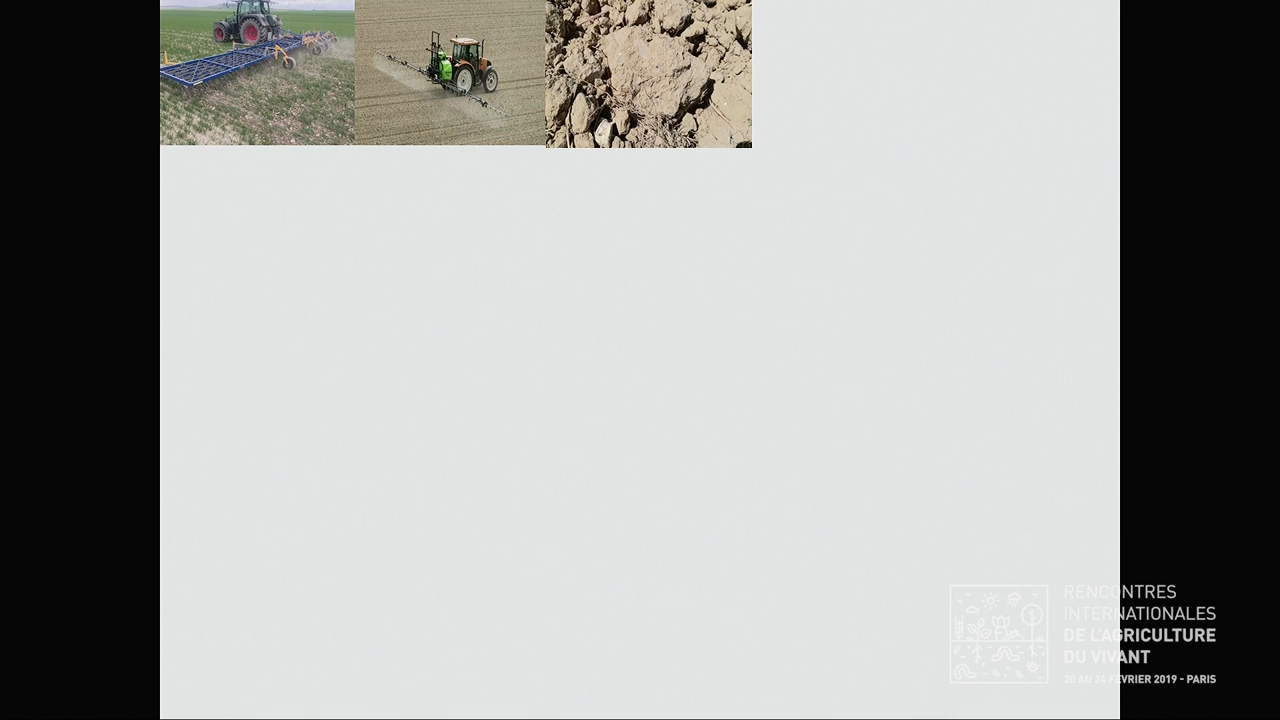 RENCONTRES
INTERNATIONALES
DE L'AGRICULTURE
DU VIVANT
20 AU 24 FÉVRIER 2019 - PARIS